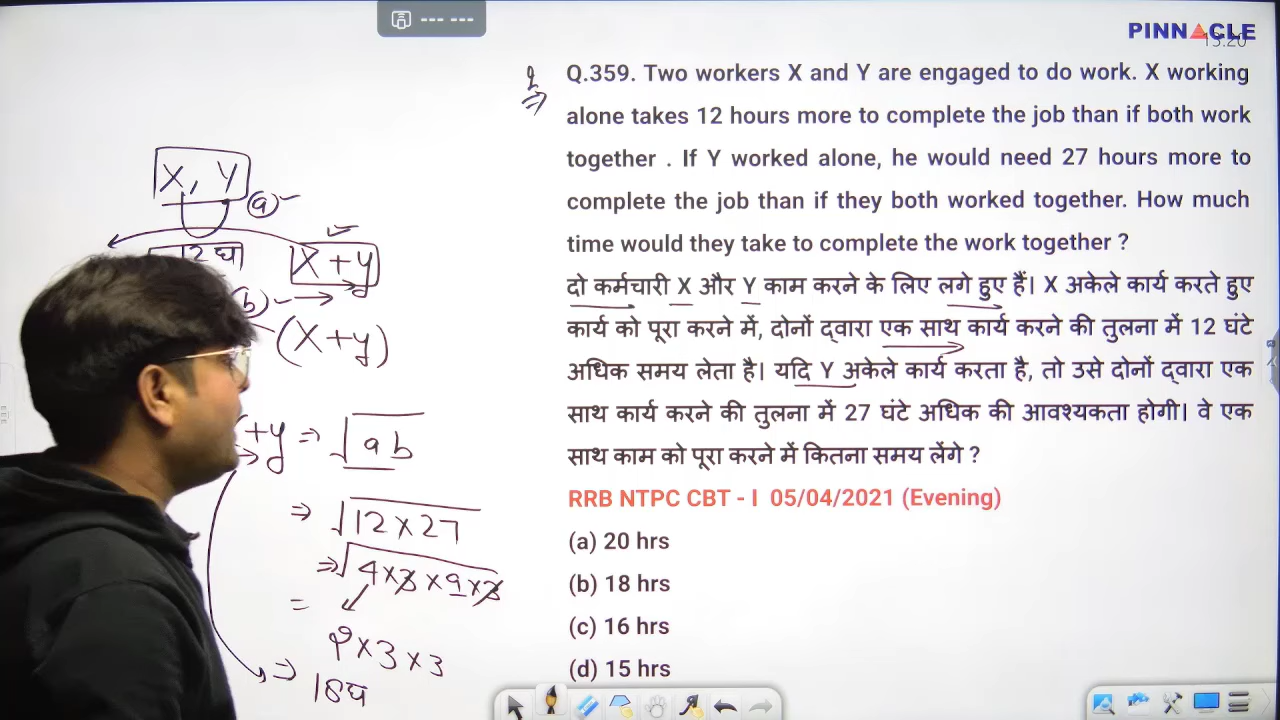 PINNACLE
Q.359. Two workers X and Y are engaged to do work. X working
alone takes 12 hours more to complete the job than if both work
together . If Y worked alone, he would need 27 hours more to
complete the job than if they both worked together. How much
time would they take to complete the work together ?
दो कर्मचारी X और Y काम करने के लिए लगे हुए हैं। X अकेले कार्य करते हुए
कार्य को पूरा करने में, दोनों द्वारा एक साथ कार्य करने की तुलना में 12 घंटे
अधिक समय लेता है। यदि Y अकेले कार्य करता है, तो उसे दोनों द्वारा एक
साथ कार्य करने की तुलना में 27 घंटे अधिक की आवश्यकता होगी। वे एक
साथ काम को पूरा करने में कितना समय लेंगे ?
RRB NTPC CBT - I 05/04/2021 (Evening)
(a) 20 hrs
(b) 18 hrs
(c) 16 hrs
(d) 15 hrs
X, Y
(a)
12 घ
X + y
b)
(X+y)
+y ⇒ √ab
⇒ √12×27
⇒ √4×3×9×3
= 2×3×3
⇒ 18घ